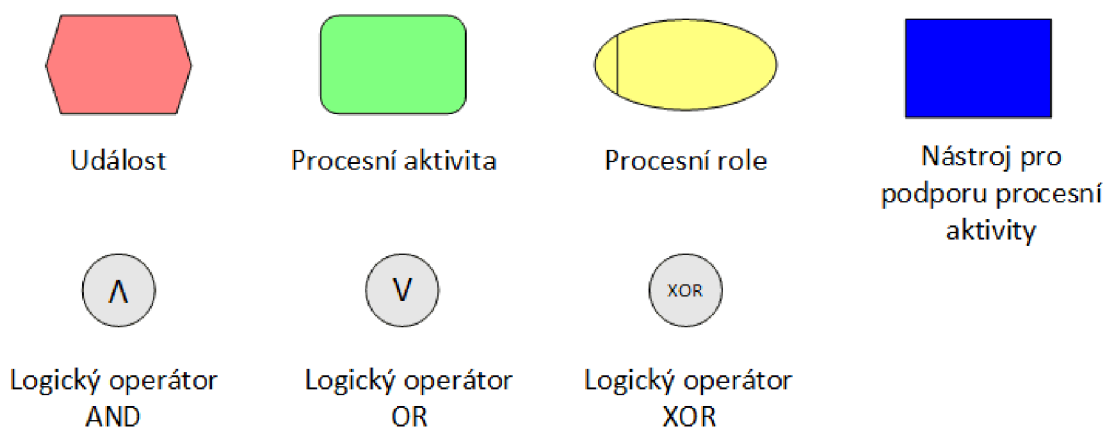 Událost
Procesní aktivita
Procesní role
Nástroj pro
podporu procesní
aktivity
Λ
V
XOR
Logický operátor
AND
Logický operátor
OR
Logický operátor
XOR